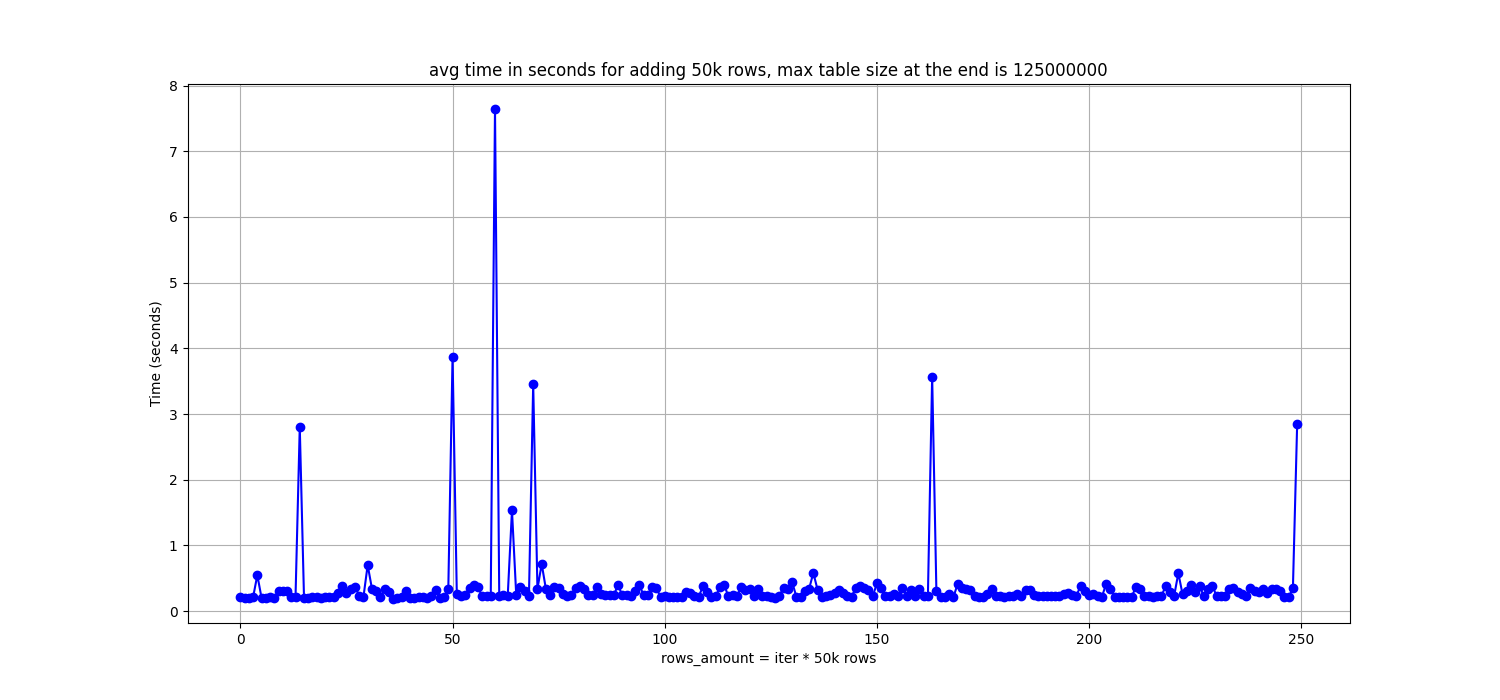 avg time in seconds for adding 50k rows, max table size at the end is 125000000
8
7
6
5
4
3
2
1
0
Time (seconds)
0 50 100 150 200 250
rows_amount = iter * 50k rows